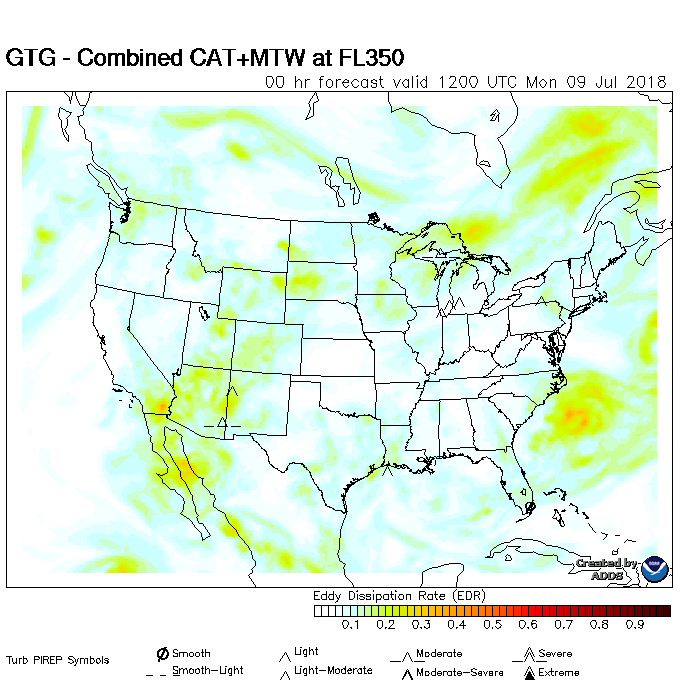 GTG - Combined CAT+MTW at FL350
00 hr forecast valid 1200 UTC Mon 09 Jul 2018
Created by
ADDS
Eddy Dissipation Rate (EDR)
0.1 0.2 0.3 0.4 0.5 0.6 0.7 0.8 0.9
Turb PIREP Symbols
Smooth
Light
Moderate
Severe
Smooth-Light
Light-Moderate
Moderate-Severe
Extreme